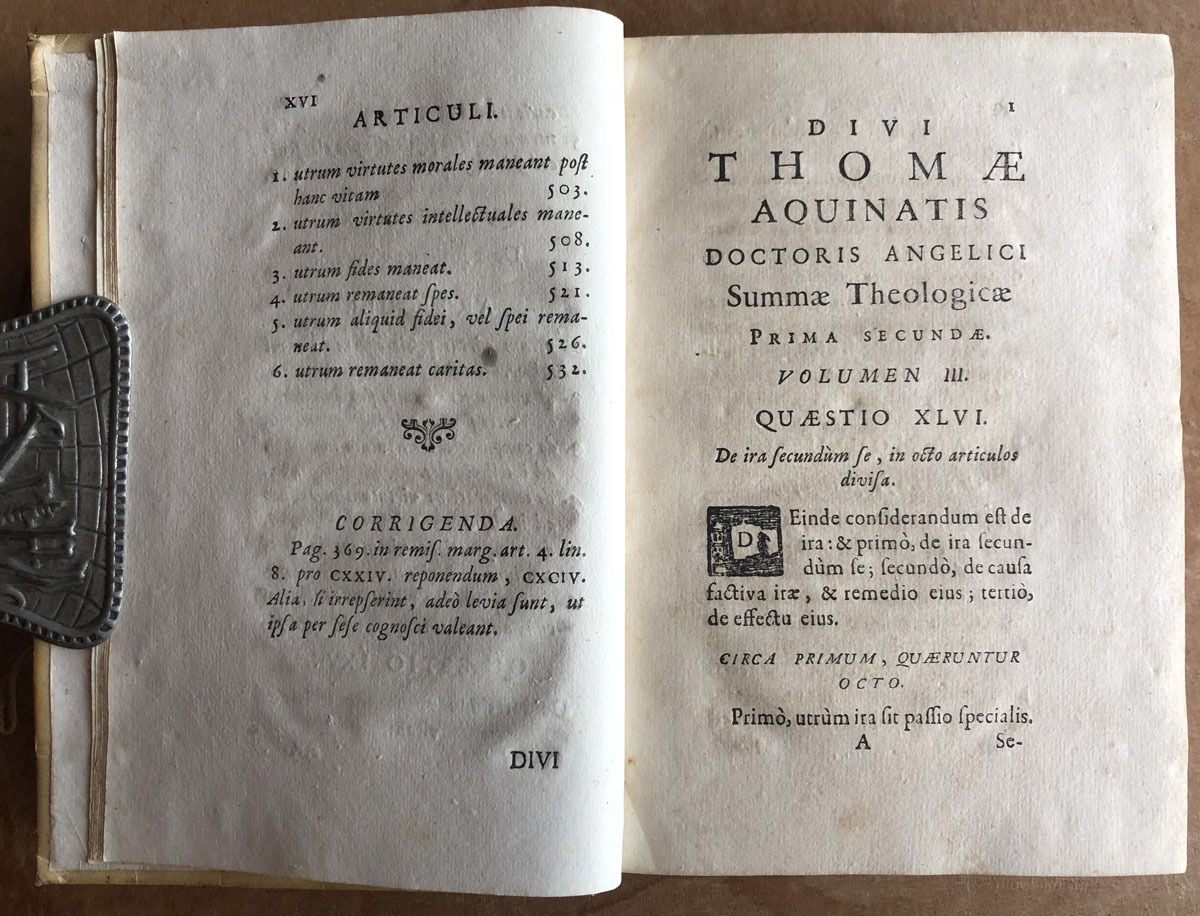 XVI
ARTICULI.
1. utrum virtutes morales maneant poſt
hanc vitam 503.
2. utrum virtutes intellectuales mane-
ant. 508.
3. utrum fides maneat. 513.
4. utrum remaneat ſpes. 521.
5. utrum aliquid fidei, vel ſpei rema-
neat. 526.
6. utrum remaneat caritas. 532.
CORRIGENDA.
Pag. 369. in remiſ. marg. art. 4. lin.
8. pro CXXIV. reponendum, CXCIV.
Alia, ſi irrepſerint, adeò levia ſunt, ut
ipſa per ſeſe cognoſci valeant.
DIVI
1
DIVI
THOMÆ
AQUINATIS
DOCTORIS ANGELICI
Summæ Theologicæ
PRIMA SECUNDÆ.
VOLUMEN III.
QUÆSTIO XLVI.
De ira ſecundùm ſe, in octo articulos
diviſa.
DEinde conſiderandum eſt de
ira: & primò, de ira ſecun-
dùm ſe; ſecundò, de cauſa
factiva iræ, & remedio eius; tertiò,
de effectu eius.
CIRCA PRIMUM, QUÆRUNTUR
OCTO.
Primò, utrùm ira ſit paſſio ſpecialis.
A Se-